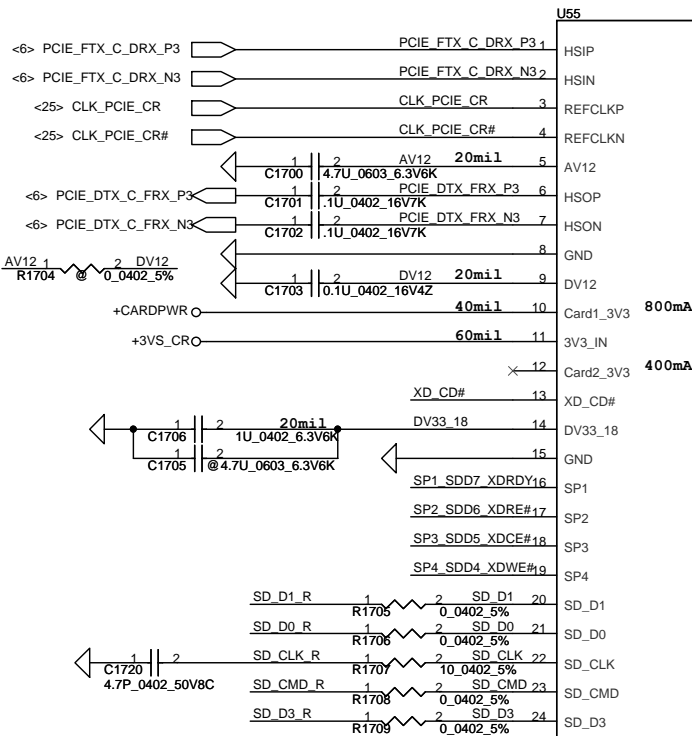 U55
<6> PCIE_FTX_C_DRX_P3 PCIE_FTX_C_DRX_P3 1 HSIP
<6> PCIE_FTX_C_DRX_N3 PCIE_FTX_C_DRX_N3 2 HSIN
<25> CLK_PCIE_CR CLK_PCIE_CR 3 REFCLKP
<25> CLK_PCIE_CR# CLK_PCIE_CR# 4 REFCLKN
1 2 AV12 20mil 5 AV12
C1700 4.7U_0603_6.3V6K
<6> PCIE_DTX_C_FRX_P3 1 2 PCIE_DTX_FRX_P3 6 HSOP
C1701 .1U_0402_16V7K
<6> PCIE_DTX_C_FRX_N3 1 2 PCIE_DTX_FRX_N3 7 HSON
C1702 .1U_0402_16V7K
8 GND
AV12 1 2 DV12
R1704 @ 0_0402_5%
1 2 DV12 20mil 9 DV12
C1703 0.1U_0402_16V4Z
+CARDPWR 40mil 10 Card1_3V3 800mA
+3VS_CR 60mil 11 3V3_IN
12 Card2_3V3 400mA
XD_CD# 13 XD_CD#
1 2 20mil DV33_18 14 DV33_18
C1706 1U_0402_6.3V6K
1 2 15 GND
C1705 @4.7U_0603_6.3V6K
SP1_SDD7_XDRDY 16 SP1
SP2_SDD6_XDRE# 17 SP2
SP3_SDD5_XDCE# 18 SP3
SP4_SDD4_XDWE# 19 SP4
SD_D1_R 1 2 SD_D1 20 SD_D1
R1705 0_0402_5%
SD_D0_R 1 2 SD_D0 21 SD_D0
R1706 0_0402_5%
1 2 SD_CLK_R 1 2 SD_CLK 22 SD_CLK
C1720 R1707 10_0402_5%
4.7P_0402_50V8C
SD_CMD_R 1 2 SD_CMD 23 SD_CMD
R1708 0_0402_5%
SD_D3_R 1 2 SD_D3 24 SD_D3
R1709 0_0402_5%